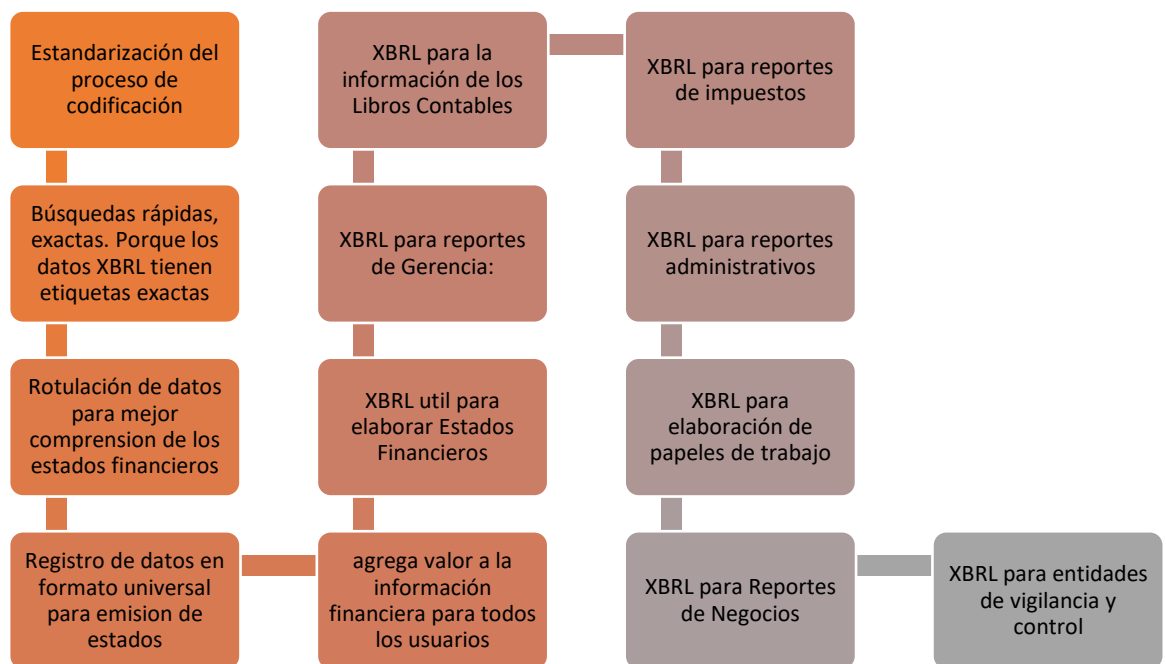 Estandarización del
proceso de
codificación
Búsquedas rápidas,
exactas. Porque los
datos XBRL tienen
etiquetas exactas
Rotulación de datos
para mejor
comprension de los
estados financieros
Registro de datos en
formato universal
para emision de
estados
agrega valor a la
información
financiera para todos
los usuarios
XBRL util para
elaborar Estados
Financieros
XBRL para reportes
de Gerencia:
XBRL para la
información de los
Libros Contables
XBRL para reportes
de impuestos
XBRL para reportes
administrativos
XBRL para
elaboración de
papeles de trabajo
XBRL para Reportes
de Negocios
XBRL para entidades
de vigilancia y
control